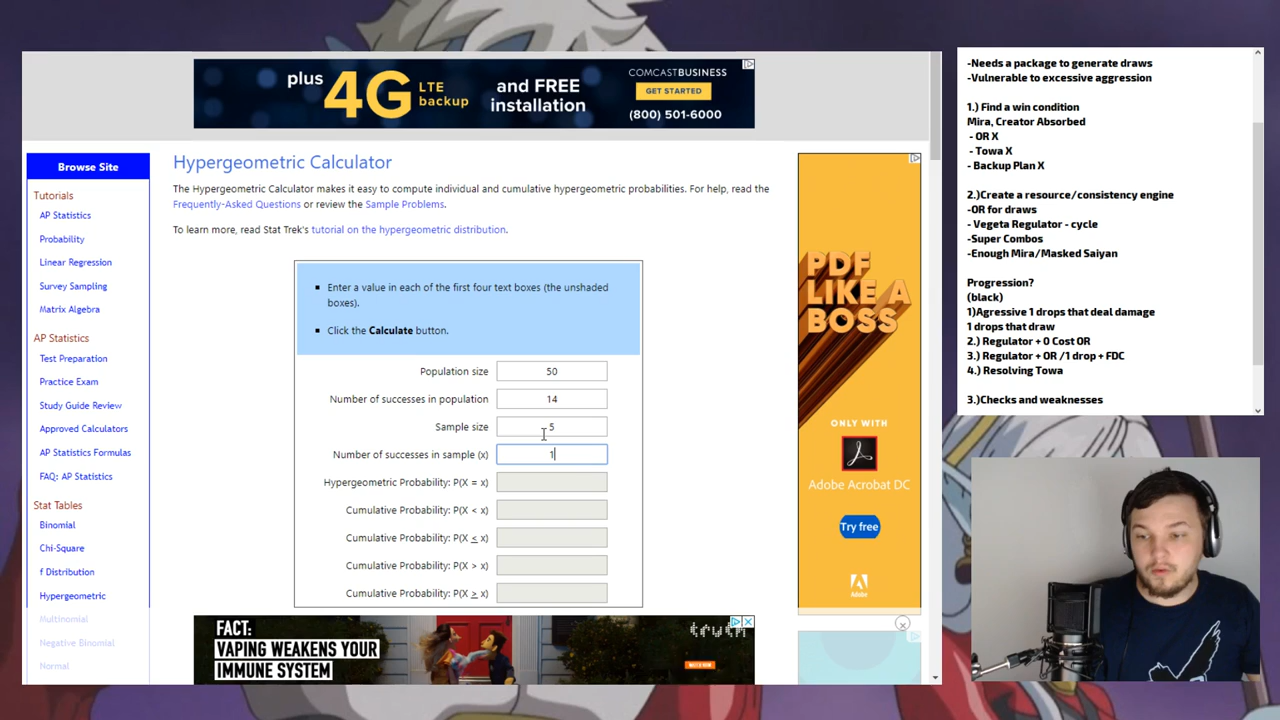 plus
4G
LTE
backup
and FREE
installation
COMCASTBUSINESS
GET STARTED
(800) 501-6000
Browse Site
Tutorials
AP Statistics
Probability
Linear Regression
Survey Sampling
Matrix Algebra
AP Statistics
Test Preparation
Practice Exam
Study Guide Review
Approved Calculators
AP Statistics Formulas
FAQ: AP Statistics
Stat Tables
Binomial
Chi-Square
f Distribution
Hypergeometric
Multinomial
Negative Binomial
Normal
Hypergeometric Calculator
The Hypergeometric Calculator makes it easy to compute individual and cumulative hypergeometric probabilities. For help, read the
Frequently-Asked Questions or review the Sample Problems.
To learn more, read Stat Trek's tutorial on the hypergeometric distribution.
Enter a value in each of the first four text boxes (the unshaded
boxes).
Click the Calculate button.
Population size 50
Number of successes in population 14
Sample size 5
Number of successes in sample (x) 1
Hypergeometric Probability: P(X = x)
Cumulative Probability: P(X < x)
Cumulative Probability: P(X ≤ x)
Cumulative Probability: P(X > x)
Cumulative Probability: P(X ≥ x)
FACT:
VAPING WEAKENS YOUR
IMMUNE SYSTEM
truth
PDF
LIKE A
BOSS
ONLY WITH
Adobe Acrobat DC
Try free
Adobe
-Needs a package to generate draws
-Vulnerable to excessive aggression
1.) Find a win condition
Mira, Creator Absorbed
- OR X
- Towa X
- Backup Plan X
2.)Create a resource/consistency engine
-OR for draws
- Vegeta Regulator - cycle
-Super Combos
-Enough Mira/Masked Saiyan
Progression?
(black)
1)Agressive 1 drops that deal damage
1 drops that draw
2.) Regulator + 0 Cost OR
3.) Regulator + OR /1 drop + FDC
4.) Resolving Towa
3.)Checks and weaknesses